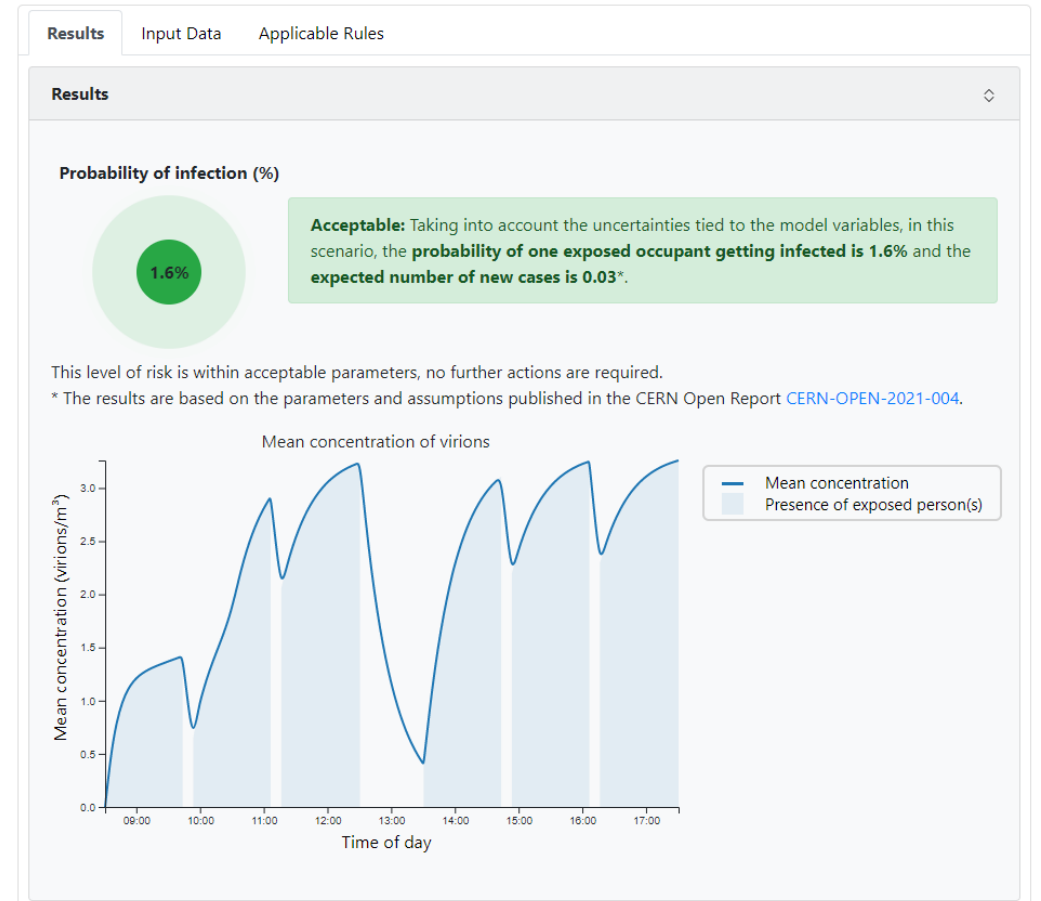 Results Input Data Applicable Rules
Results
Probability of infection (%)
1.6%
Acceptable: Taking into account the uncertainties tied to the model variables, in this
scenario, the probability of one exposed occupant getting infected is 1.6% and the
expected number of new cases is 0.03*.
This level of risk is within acceptable parameters, no further actions are required.
* The results are based on the parameters and assumptions published in the CERN Open Report CERN-OPEN-2021-004.
Mean concentration of virions
Mean concentration
Presence of exposed person(s)
Mean concentration (virions/m³)
3.0
2.5
2.0
1.5
1.0
0.5
0.0
09:00 10:00 11:00 12:00 13:00 14:00 15:00 16:00 17:00
Time of day